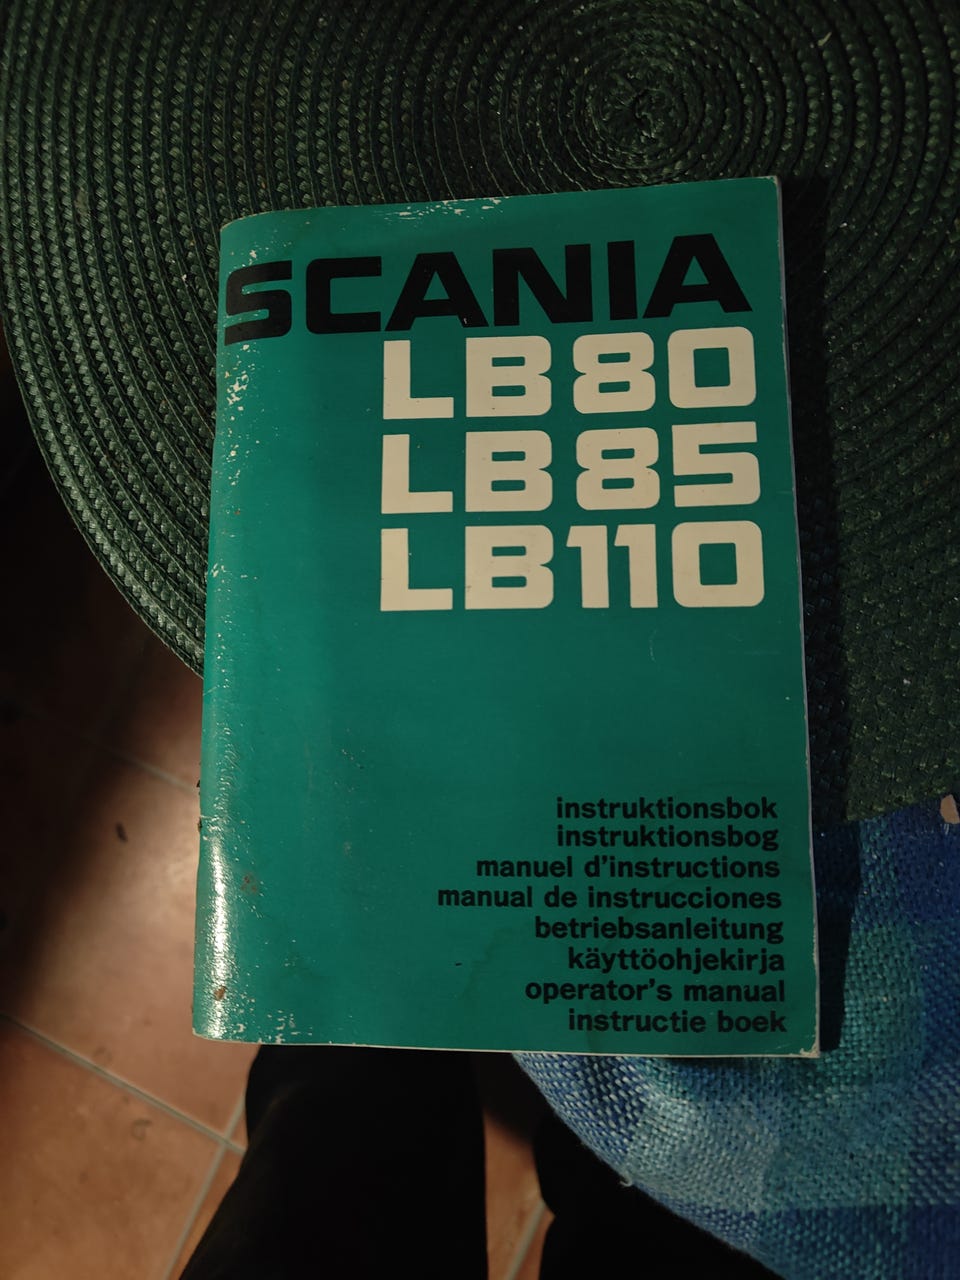 SCANIA
LB80
LB85
LB110
instruktionsbok
instruktionsbog
manuel d'instructions
manual de instrucciones
betriebsanleitung
käyttöohjekirja
operator's manual
instructie boek